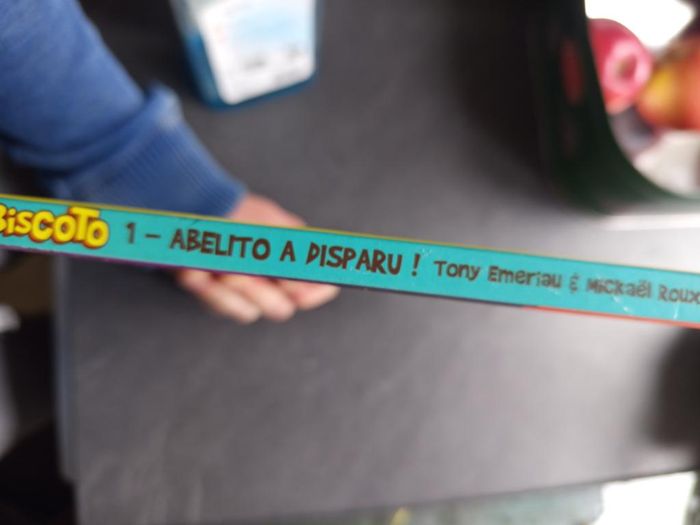 BiscoTo 1 – ABELITO A DISPARU ! Tony Emeriau & Mickaël Roux